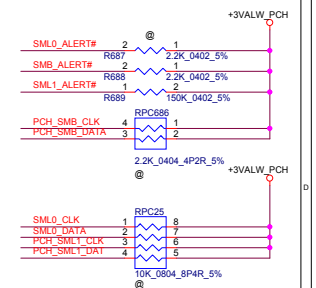 +3VALW_PCH
@
SML0_ALERT# 2 1
R687 2.2K_0402_5%
SMB_ALERT# 2 1
R688 2.2K_0402_5%
SML1_ALERT# 1 2
R689 150K_0402_5%
RPC686
PCH_SMB_CLK 4 1
PCH_SMB_DATA 3 2
2.2K_0404_4P2R_5%
@
+3VALW_PCH
D
RPC25
SML0_CLK 1 8
SML0_DATA 2 7
PCH_SML1_CLK 3 6
PCH_SML1_DAT 4 5
10K_0804_8P4R_5%
@